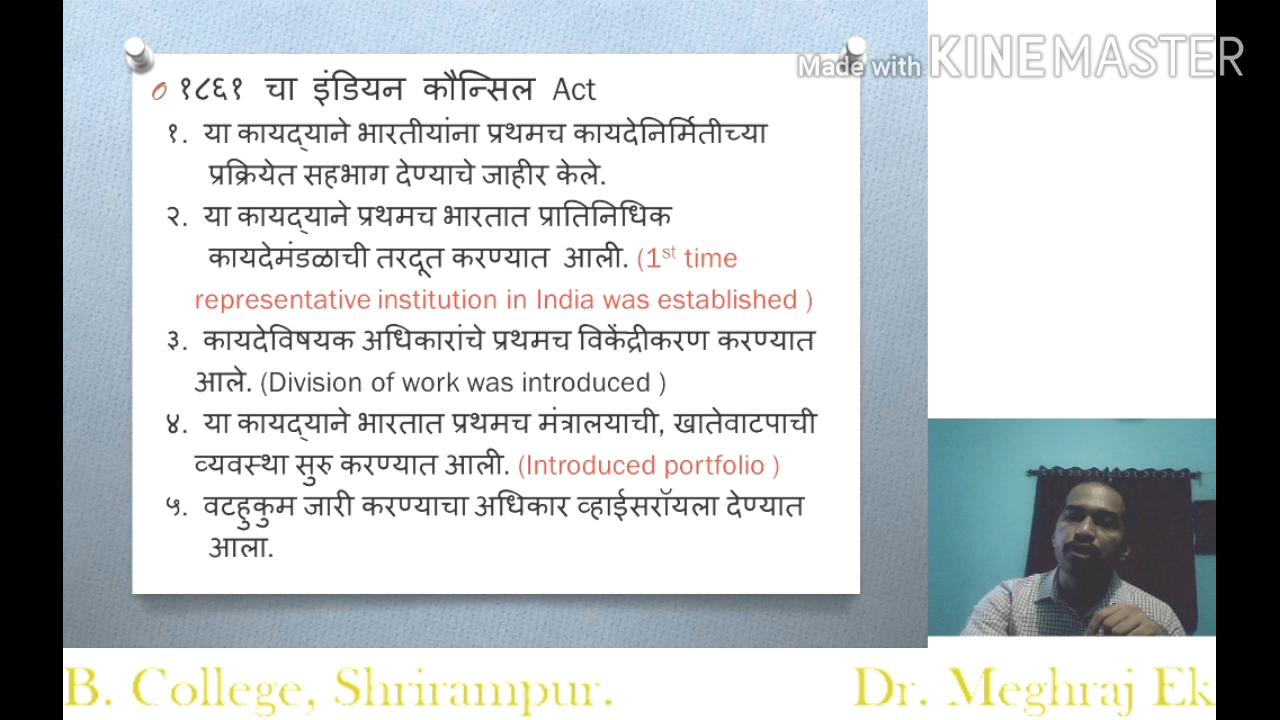 Made with KINEMASTER
१८६१ चा इंडियन कौन्सिल Act
१. या कायद्याने भारतीयांना प्रथमच कायदेनिर्मितीच्या
प्रक्रियेत सहभाग देण्याचे जाहीर केले.
२. या कायद्याने प्रथमच भारतात प्रातिनिधिक
कायदेमंडळाची तरदूत करण्यात आली. (1st time
representative institution in India was established )
३. कायदेविषयक अधिकारांचे प्रथमच विकेंद्रीकरण करण्यात
आले. (Division of work was introduced )
४. या कायद्याने भारतात प्रथमच मंत्रालयाची, खातेवाटपाची
व्यवस्था सुरु करण्यात आली. (Introduced portfolio )
५. वटहुकुम जारी करण्याचा अधिकार व्हाईसरॉयला देण्यात
आला.
B. College, Shrirampur. Dr. Meghraj Ek